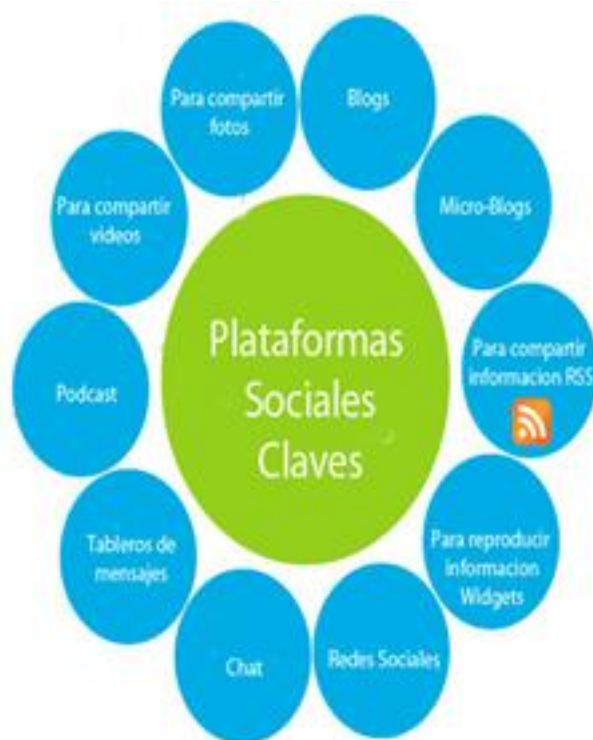 Para compartir
fotos
Blogs
Micro-Blogs
Para compartir
informacion RSS
Para reproducir
informacion
Widgets
Redes Sociales
Chat
Tableros de
mensajes
Podcast
Para compartir
videos
Plataformas
Sociales
Claves